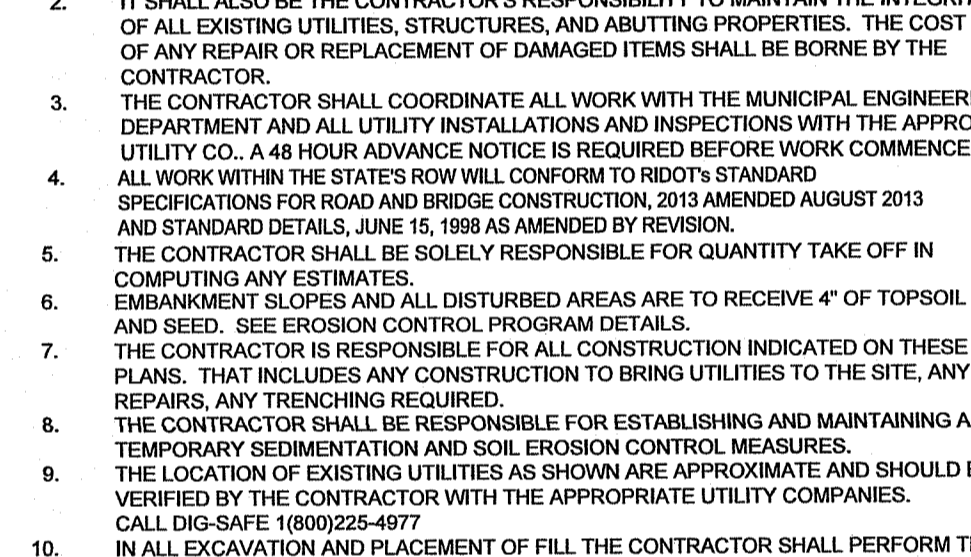 2. IT SHALL ALSO BE THE CONTRACTOR'S RESPONSIBILITY TO MAINTAIN THE INTEGRIT
OF ALL EXISTING UTILITIES, STRUCTURES, AND ABUTTING PROPERTIES. THE COST
OF ANY REPAIR OR REPLACEMENT OF DAMAGED ITEMS SHALL BE BORNE BY THE
CONTRACTOR.
3. THE CONTRACTOR SHALL COORDINATE ALL WORK WITH THE MUNICIPAL ENGINEERI
DEPARTMENT AND ALL UTILITY INSTALLATIONS AND INSPECTIONS WITH THE APPRO
UTILITY CO.. A 48 HOUR ADVANCE NOTICE IS REQUIRED BEFORE WORK COMMENCE
4. ALL WORK WITHIN THE STATE'S ROW WILL CONFORM TO RIDOT's STANDARD
SPECIFICATIONS FOR ROAD AND BRIDGE CONSTRUCTION, 2013 AMENDED AUGUST 2013
AND STANDARD DETAILS, JUNE 15, 1998 AS AMENDED BY REVISION.
5. THE CONTRACTOR SHALL BE SOLELY RESPONSIBLE FOR QUANTITY TAKE OFF IN
COMPUTING ANY ESTIMATES.
6. EMBANKMENT SLOPES AND ALL DISTURBED AREAS ARE TO RECEIVE 4" OF TOPSOIL
AND SEED. SEE EROSION CONTROL PROGRAM DETAILS.
7. THE CONTRACTOR IS RESPONSIBLE FOR ALL CONSTRUCTION INDICATED ON THESE
PLANS. THAT INCLUDES ANY CONSTRUCTION TO BRING UTILITIES TO THE SITE, ANY
REPAIRS, ANY TRENCHING REQUIRED.
8. THE CONTRACTOR SHALL BE RESPONSIBLE FOR ESTABLISHING AND MAINTAINING A
TEMPORARY SEDIMENTATION AND SOIL EROSION CONTROL MEASURES.
9. THE LOCATION OF EXISTING UTILITIES AS SHOWN ARE APPROXIMATE AND SHOULD B
VERIFIED BY THE CONTRACTOR WITH THE APPROPRIATE UTILITY COMPANIES.
CALL DIG-SAFE 1(800)225-4977
10. IN ALL EXCAVATION AND PLACEMENT OF FILL THE CONTRACTOR SHALL PERFORM T